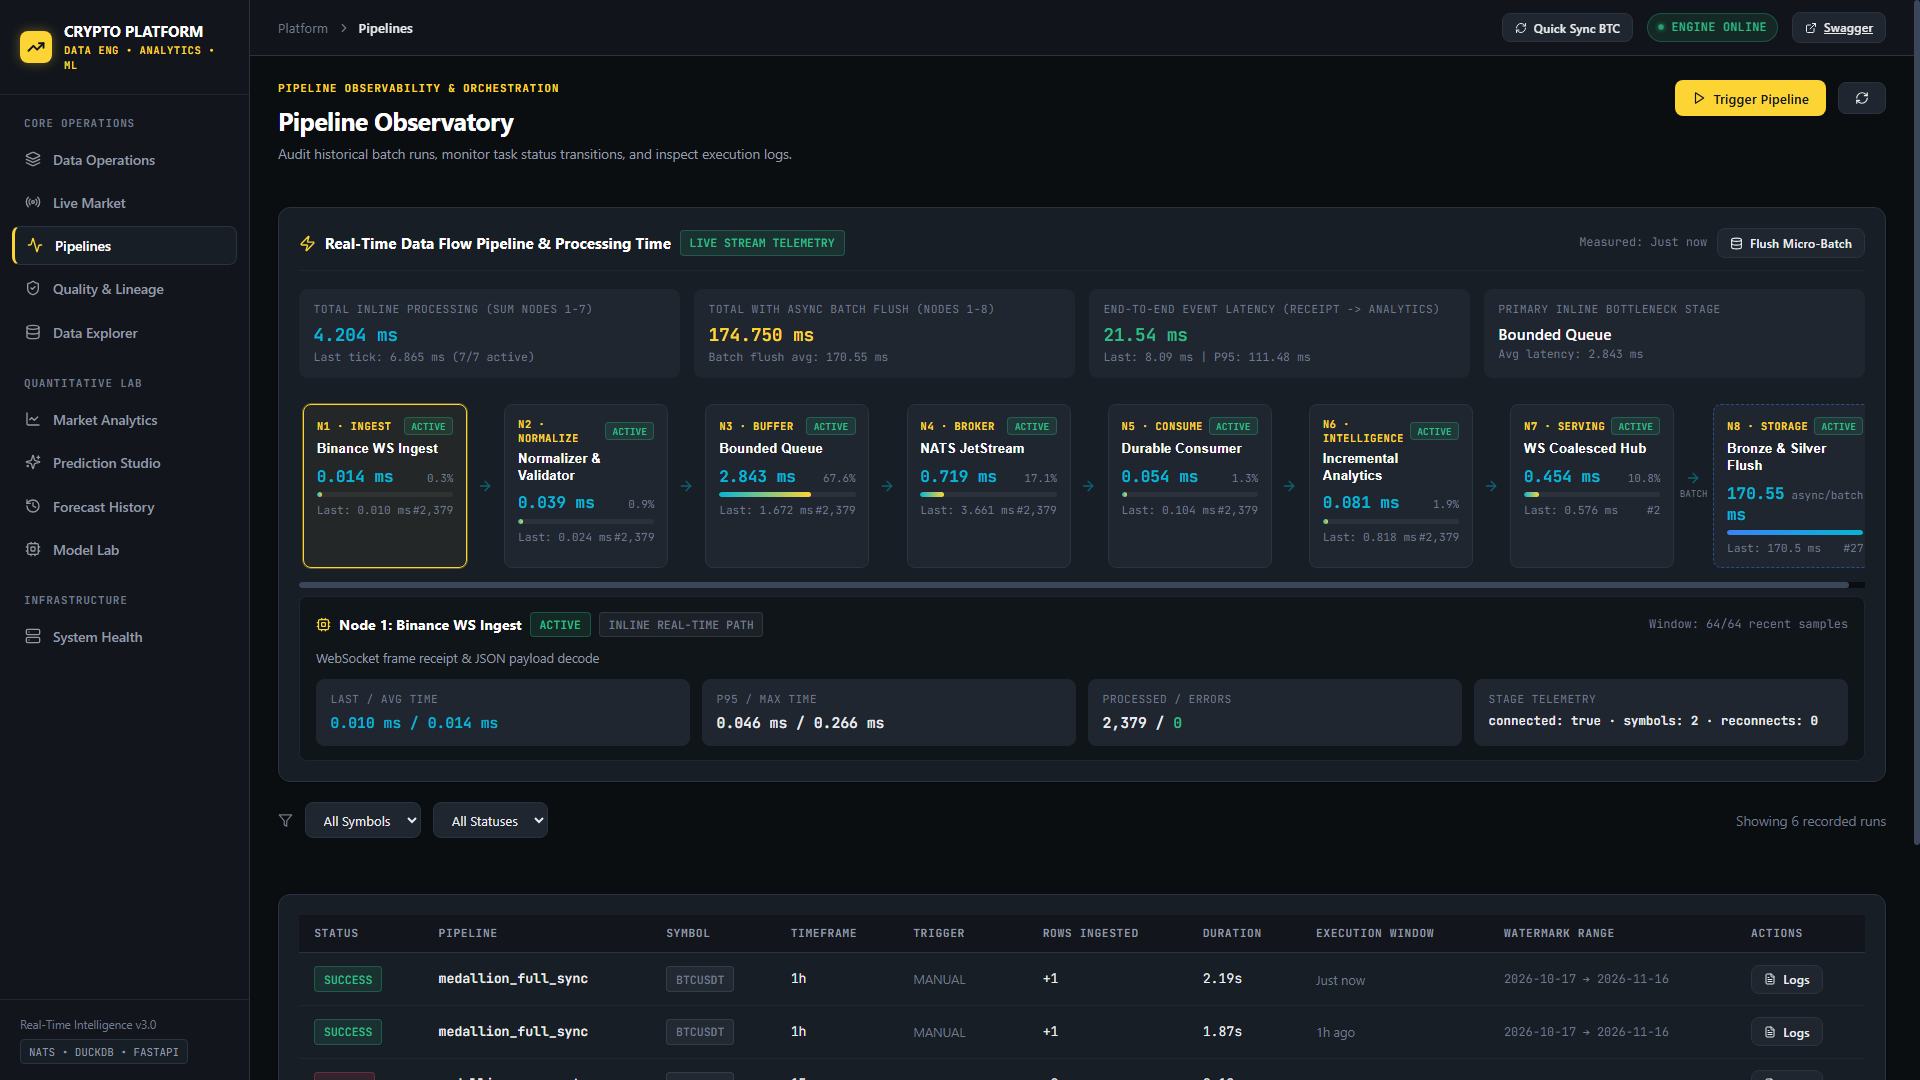 CRYPTO PLATFORM
DATA ENG • ANALYTICS •
ML
CORE OPERATIONS
Data Operations
Live Market
Pipelines
Quality & Lineage
Data Explorer
QUANTITATIVE LAB
Market Analytics
Prediction Studio
Forecast History
Model Lab
INFRASTRUCTURE
System Health
Real-Time Intelligence v3.0
NATS • DUCKDB • FASTAPI
Platform > Pipelines
Quick Sync BTC
ENGINE ONLINE
Swagger
PIPELINE OBSERVABILITY & ORCHESTRATION
Pipeline Observatory
Audit historical batch runs, monitor task status transitions, and inspect execution logs.
Trigger Pipeline
Real-Time Data Flow Pipeline & Processing Time LIVE STREAM TELEMETRY
Measured: Just now
Flush Micro-Batch
TOTAL INLINE PROCESSING (SUM NODES 1-7)
4.204 ms
Last tick: 6.865 ms (7/7 active)
TOTAL WITH ASYNC BATCH FLUSH (NODES 1-8)
174.750 ms
Batch flush avg: 170.55 ms
END-TO-END EVENT LATENCY (RECEIPT -> ANALYTICS)
21.54 ms
Last: 8.09 ms | P95: 111.48 ms
PRIMARY INLINE BOTTLENECK STAGE
Bounded Queue
Avg latency: 2.843 ms
N1 · INGEST ACTIVE
Binance WS Ingest
0.014 ms 0.3%
Last: 0.010 ms #2,379
N2 ·
NORMALIZE ACTIVE
Normalizer &
Validator
0.039 ms 0.9%
Last: 0.024 ms #2,379
N3 · BUFFER ACTIVE
Bounded Queue
2.843 ms 67.6%
Last: 1.672 ms #2,379
N4 · BROKER ACTIVE
NATS JetStream
0.719 ms 17.1%
Last: 3.661 ms #2,379
N5 · CONSUME ACTIVE
Durable Consumer
0.054 ms 1.3%
Last: 0.104 ms #2,379
N6 ·
INTELLIGENCE ACTIVE
Incremental
Analytics
0.081 ms 1.9%
Last: 0.818 ms #2,379
N7 · SERVING ACTIVE
WS Coalesced Hub
0.454 ms 10.8%
Last: 0.576 ms #2
BATCH
N8 · STORAGE ACTIVE
Bronze & Silver
Flush
170.55 async/batch
ms
Last: 170.5 ms #27
Node 1: Binance WS Ingest ACTIVE INLINE REAL-TIME PATH
Window: 64/64 recent samples
WebSocket frame receipt & JSON payload decode
LAST / AVG TIME
0.010 ms / 0.014 ms
P95 / MAX TIME
0.046 ms / 0.266 ms
PROCESSED / ERRORS
2,379 / 0
STAGE TELEMETRY
connected: true · symbols: 2 · reconnects: 0
All Symbols
All Statuses
Showing 6 recorded runs
STATUS PIPELINE SYMBOL TIMEFRAME TRIGGER ROWS INGESTED DURATION EXECUTION WINDOW WATERMARK RANGE ACTIONS
SUCCESS medallion_full_sync BTCUSDT 1h MANUAL +1 2.19s Just now 2026-10-17 → 2026-11-16 Logs
SUCCESS medallion_full_sync BTCUSDT 1h MANUAL +1 1.87s 1h ago 2026-10-17 → 2026-11-16 Logs